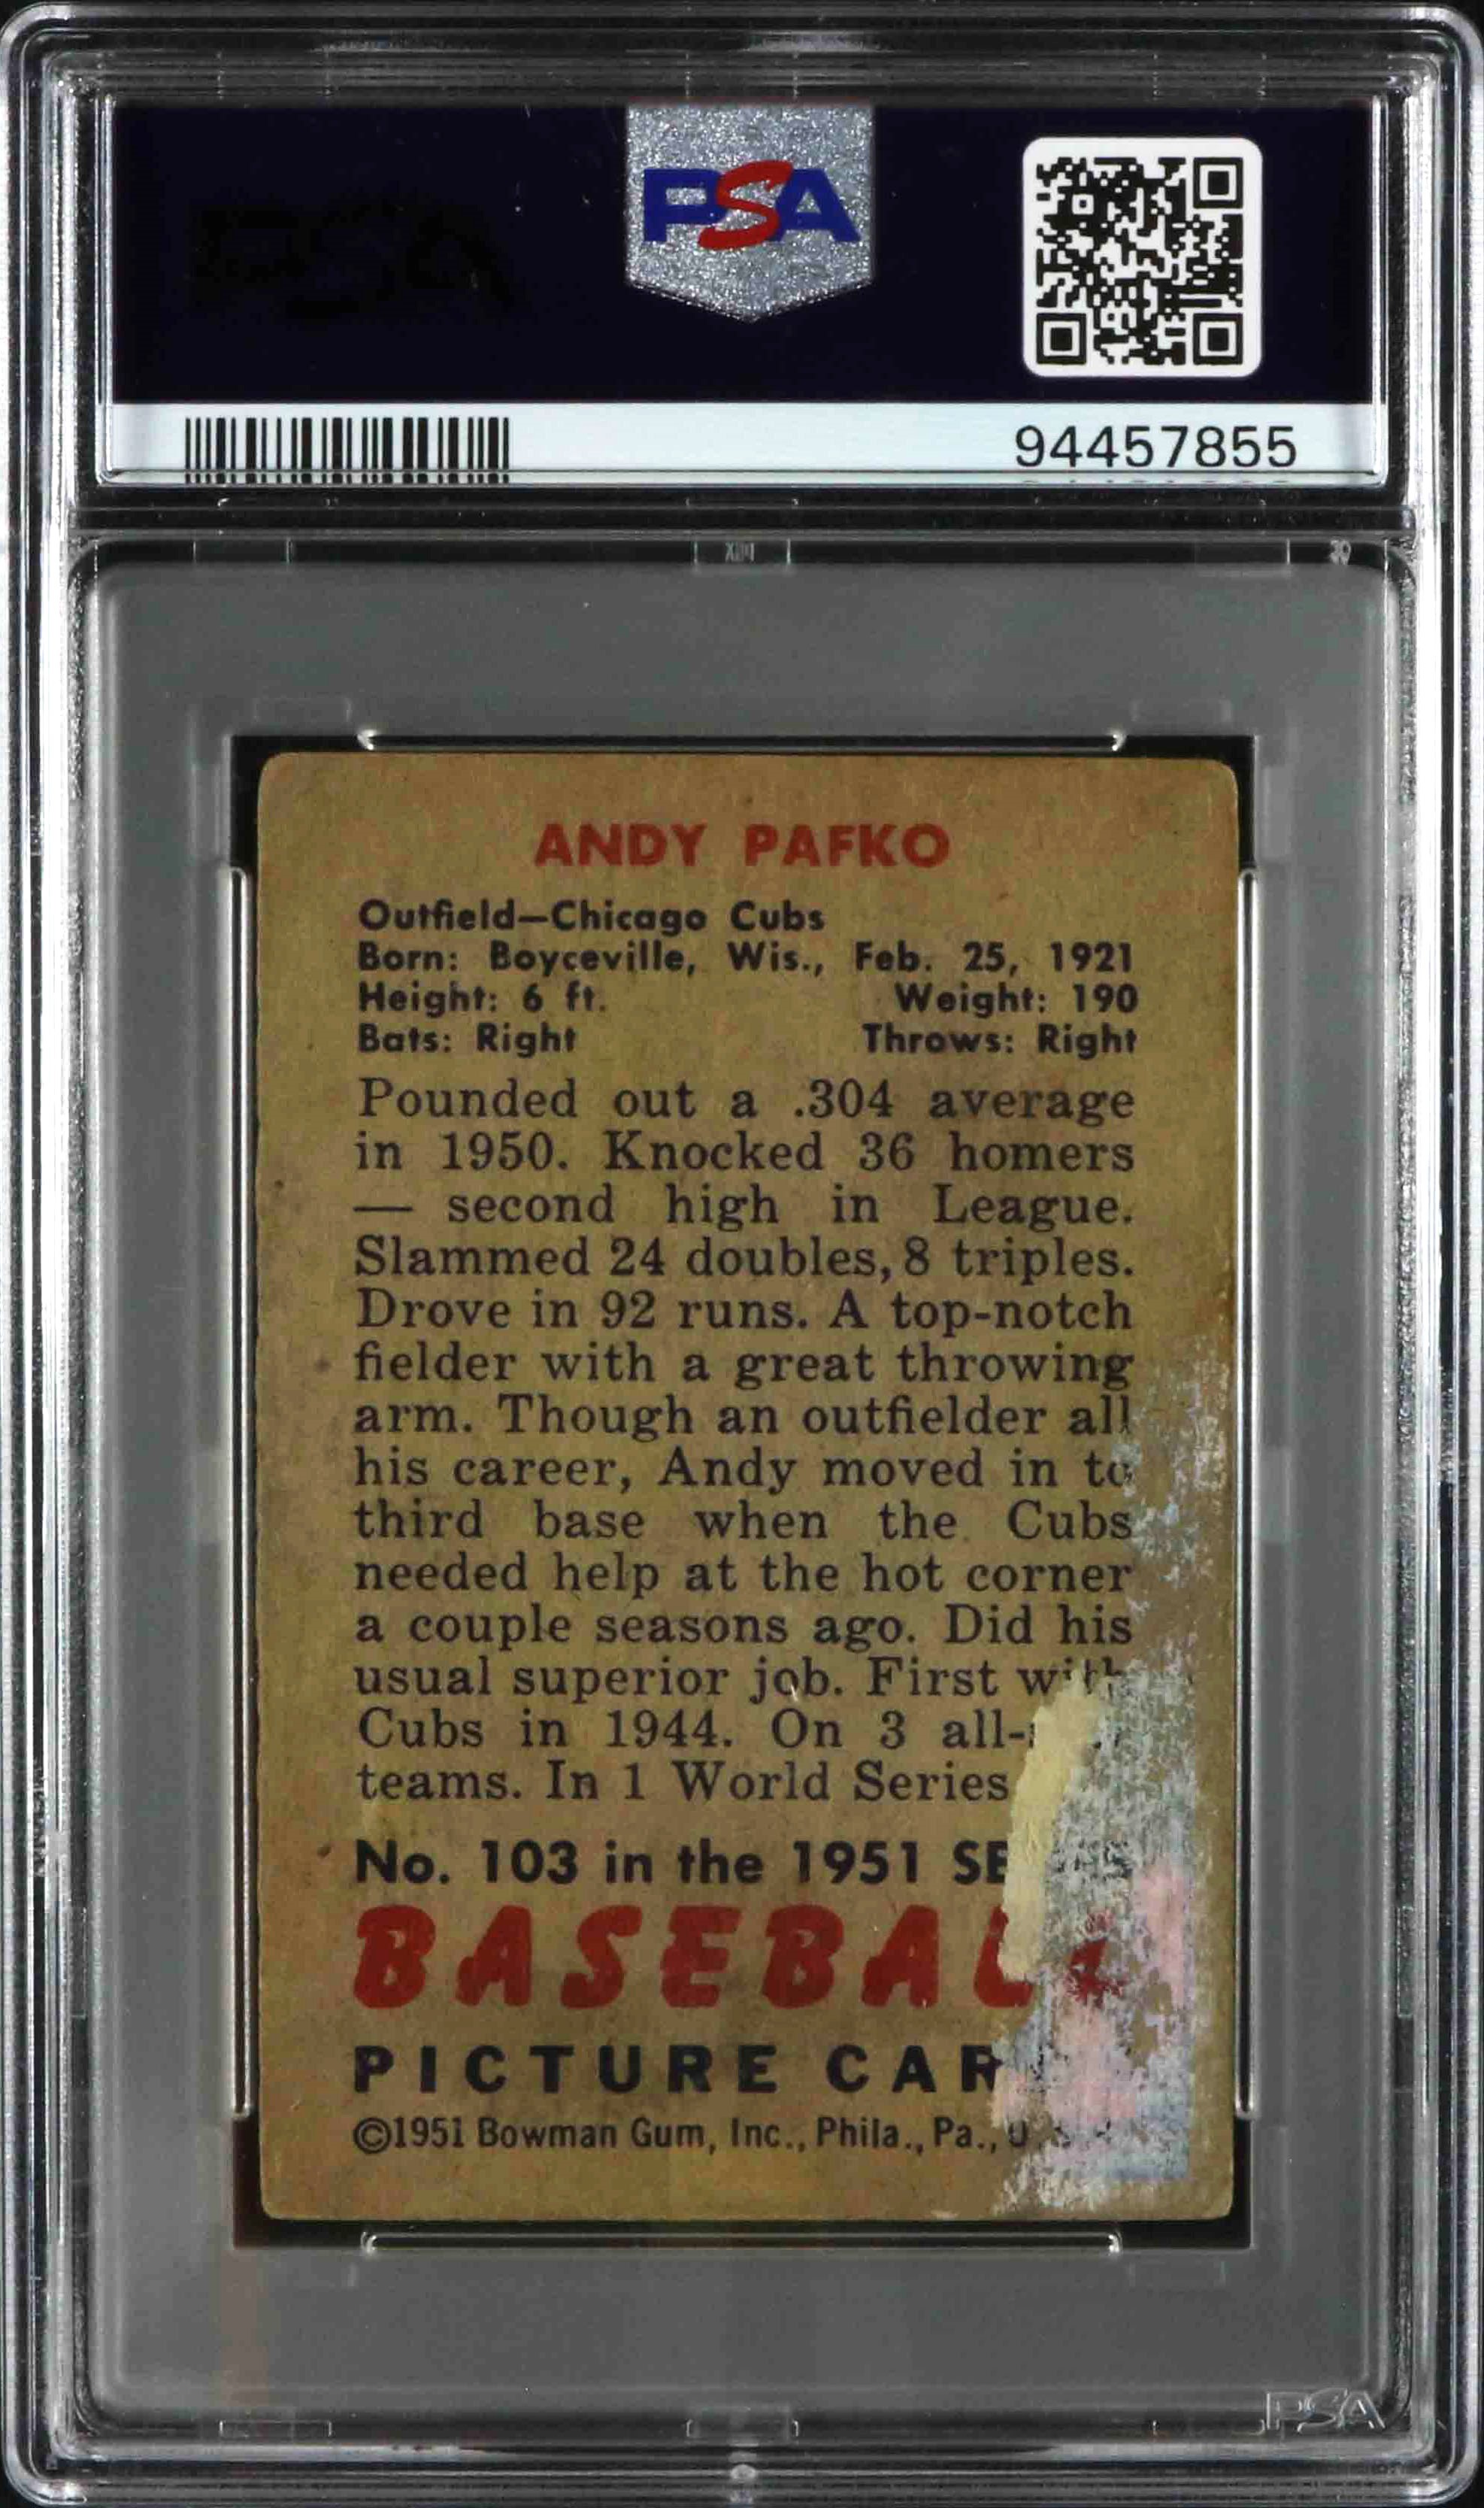 PSA
94457855
ANDY PAFKO
Outfield—Chicago Cubs
Born: Boyceville, Wis., Feb. 25, 1921
Height: 6 ft. Weight: 190
Bats: Right Throws: Right
Pounded out a .304 average
in 1950. Knocked 36 homers
— second high in League.
Slammed 24 doubles, 8 triples.
Drove in 92 runs. A top-notch
fielder with a great throwing
arm. Though an outfielder all
his career, Andy moved in to
third base when the Cubs
needed help at the hot corner
a couple seasons ago. Did his
usual superior job. First with
Cubs in 1944. On 3 all-
teams. In 1 World Series
No. 103 in the 1951
BASEBALL
PICTURE CAR
©1951 Bowman Gum, Inc., Phila., Pa.,
PSA